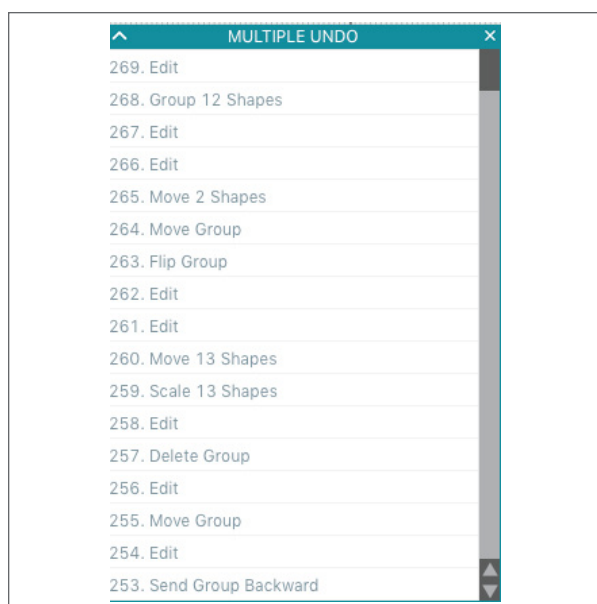 MULTIPLE UNDO
269. Edit
268. Group 12 Shapes
267. Edit
266. Edit
265. Move 2 Shapes
264. Move Group
263. Flip Group
262. Edit
261. Edit
260. Move 13 Shapes
259. Scale 13 Shapes
258. Edit
257. Delete Group
256. Edit
255. Move Group
254. Edit
253. Send Group Backward